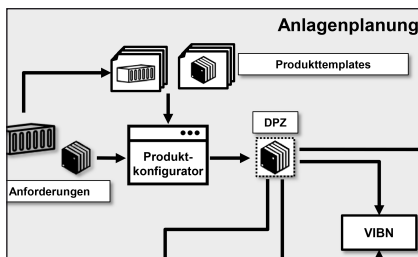 Anlagenplanung
Produkttemplates
DPZ
Produkt-
konfigurator
Anforderungen
VIBN